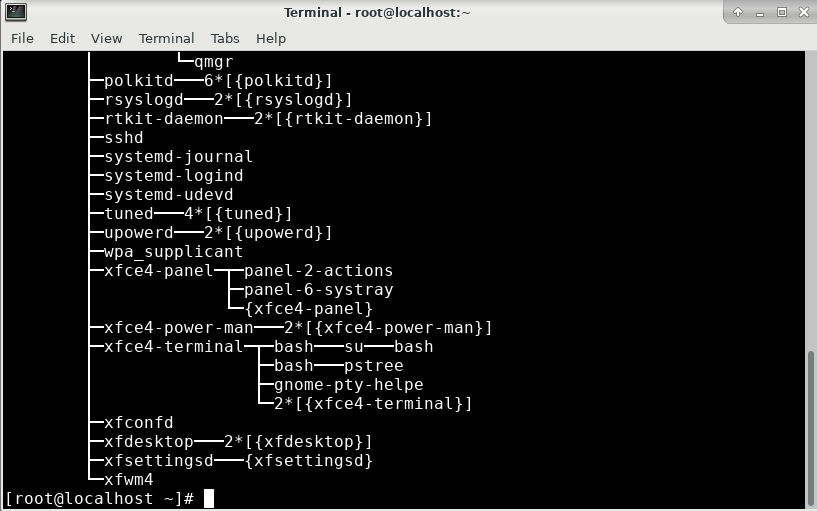 Terminal - root@localhost:~
File Edit View Terminal Tabs Help
│         └─qmgr
├─polkitd───6*[{polkitd}]
├─rsyslogd───2*[{rsyslogd}]
├─rtkit-daemon───2*[{rtkit-daemon}]
├─sshd
├─systemd-journal
├─systemd-logind
├─systemd-udevd
├─tuned───4*[{tuned}]
├─upowerd───2*[{upowerd}]
├─wpa_supplicant
├─xfce4-panel─┬─panel-2-actions
│             ├─panel-6-systray
│             └─{xfce4-panel}
├─xfce4-power-man───2*[{xfce4-power-man}]
├─xfce4-terminal─┬─bash───su───bash
│                ├─bash───pstree
│                ├─gnome-pty-helpe
│                └─2*[{xfce4-terminal}]
├─xfconfd
├─xfdesktop───2*[{xfdesktop}]
├─xfsettingsd───{xfsettingsd}
└─xfwm4
[root@localhost ~]#